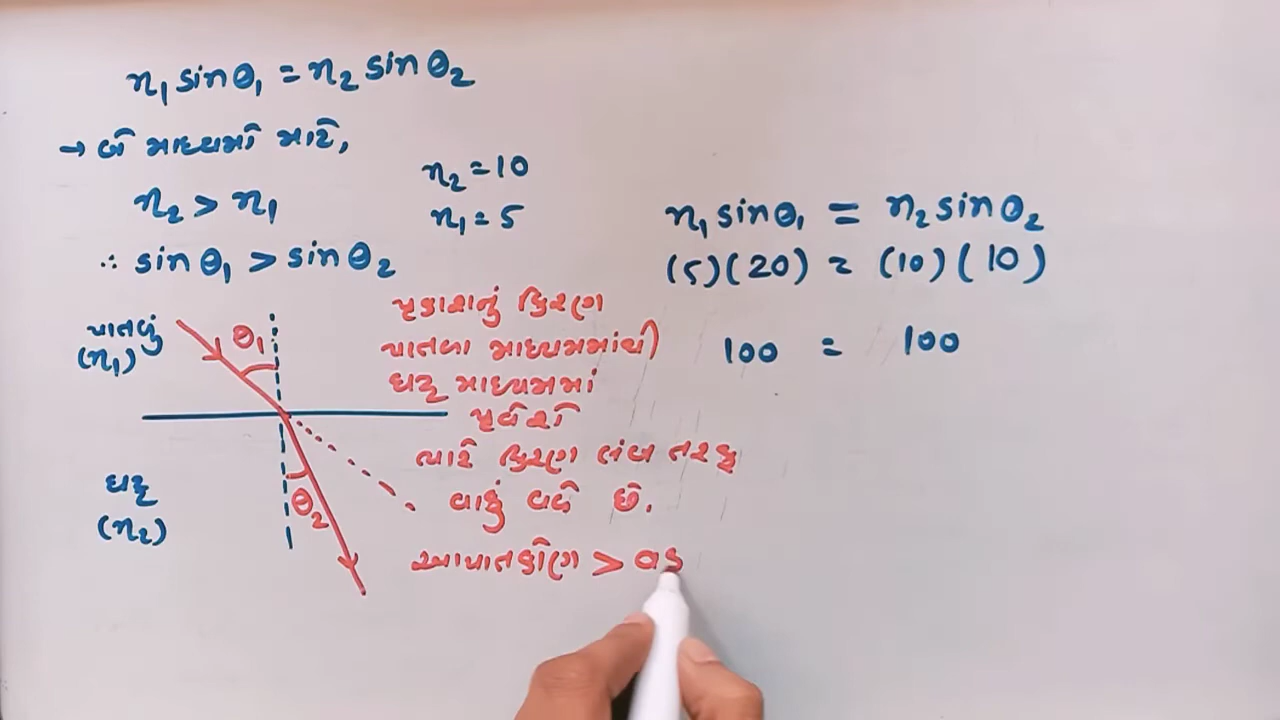 n₁ sinθ₁ = n₂ sinθ₂
→ બે માધ્યમો માટે,
n₂ > n₁
n₂ = 10
n₁ = 5
∴ sinθ₁ > sinθ₂
પાતળું
(n₁)
θ₁
ઘટ્ટ
(n₂)
θ₂
પ્રકાશનું કિરણ
પાતળા માધ્યમમાંથી
ઘટ્ટ માધ્યમમાં
પ્રવેશે
ત્યારે કિરણ લંબ તરફ
વાકું વળે છે.
આપાતકોણ > વક
n₁ sinθ₁ = n₂ sinθ₂
(5)(20) = (10)(10)
100 = 100